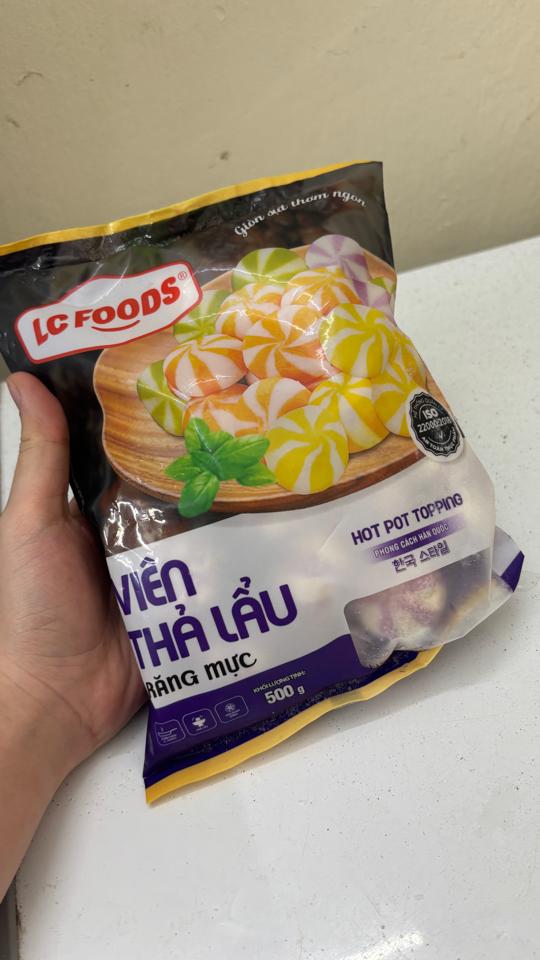 Giòn sựt thơm ngon
LC FOODS®
ISO
22000:2018
HOT POT TOPPING
PHONG CÁCH HÀN QUỐC
한국 스타일
VIÊN
THẢ LẨU
RĂNG MỰC
KHỐI LƯỢNG TỊNH:
500 g